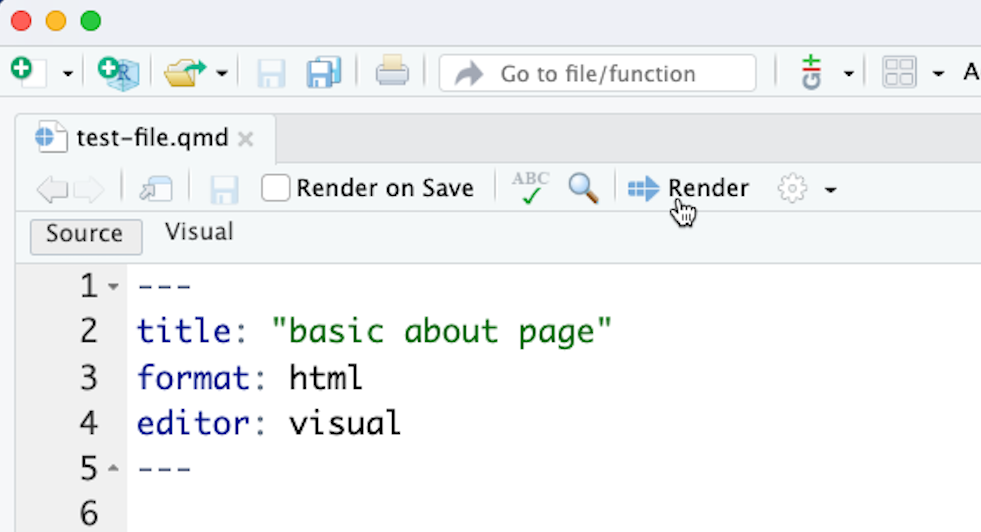 R Go to file/function A
test-file.qmd
Render on Save ABC Render
Source Visual
1 ---
2 title: "basic about page"
3 format: html
4 editor: visual
5 ---
6